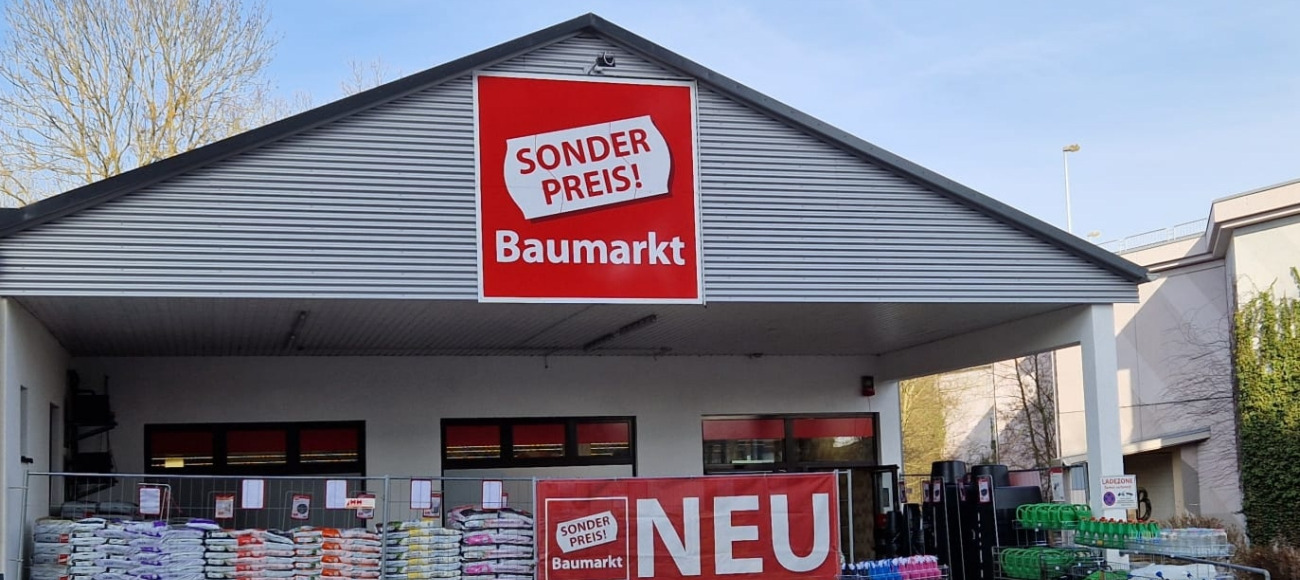 SONDER
PREIS!
Baumarkt
SONDER
PREIS!
Baumarkt
NEU
LADEZONE